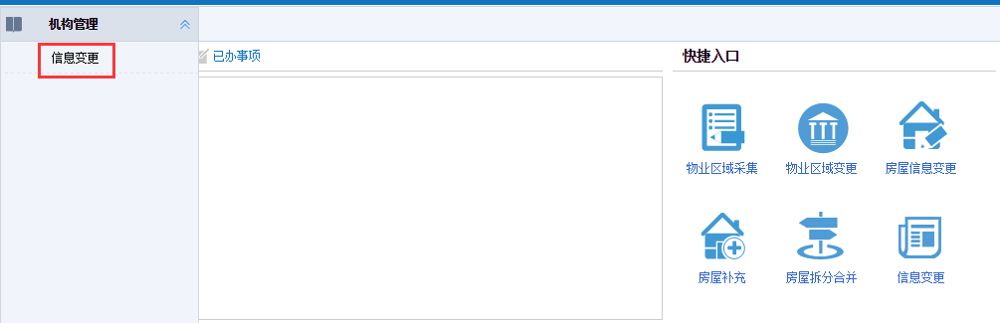 机构管理
信息变更
已办事项
快捷入口
物业区域采集
物业区域变更
房屋信息变更
房屋补充
房屋拆分合并
信息变更